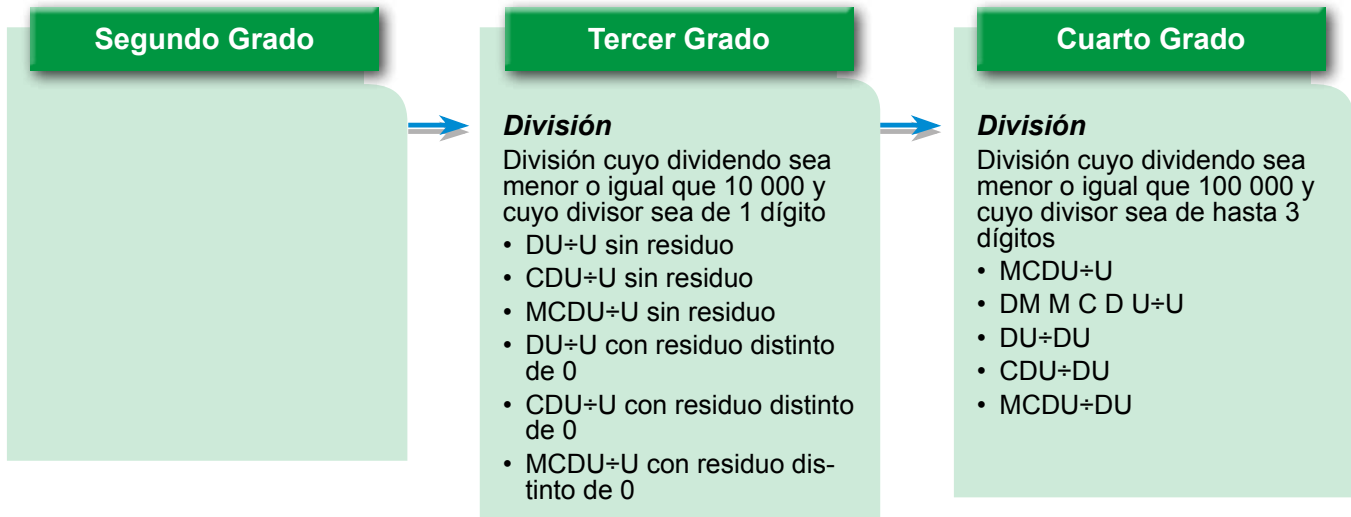 Segundo Grado
Tercer Grado
División
División cuyo dividendo sea
menor o igual que 10 000 y
cuyo divisor sea de 1 dígito
• DU÷U sin residuo
• CDU÷U sin residuo
• MCDU÷U sin residuo
• DU÷U con residuo distinto
de 0
• CDU÷U con residuo distinto
de 0
• MCDU÷U con residuo dis-
tinto de 0
Cuarto Grado
División
División cuyo dividendo sea
menor o igual que 100 000 y
cuyo divisor sea de hasta 3
dígitos
• MCDU÷U
• DM M C D U÷U
• DU÷DU
• CDU÷DU
• MCDU÷DU